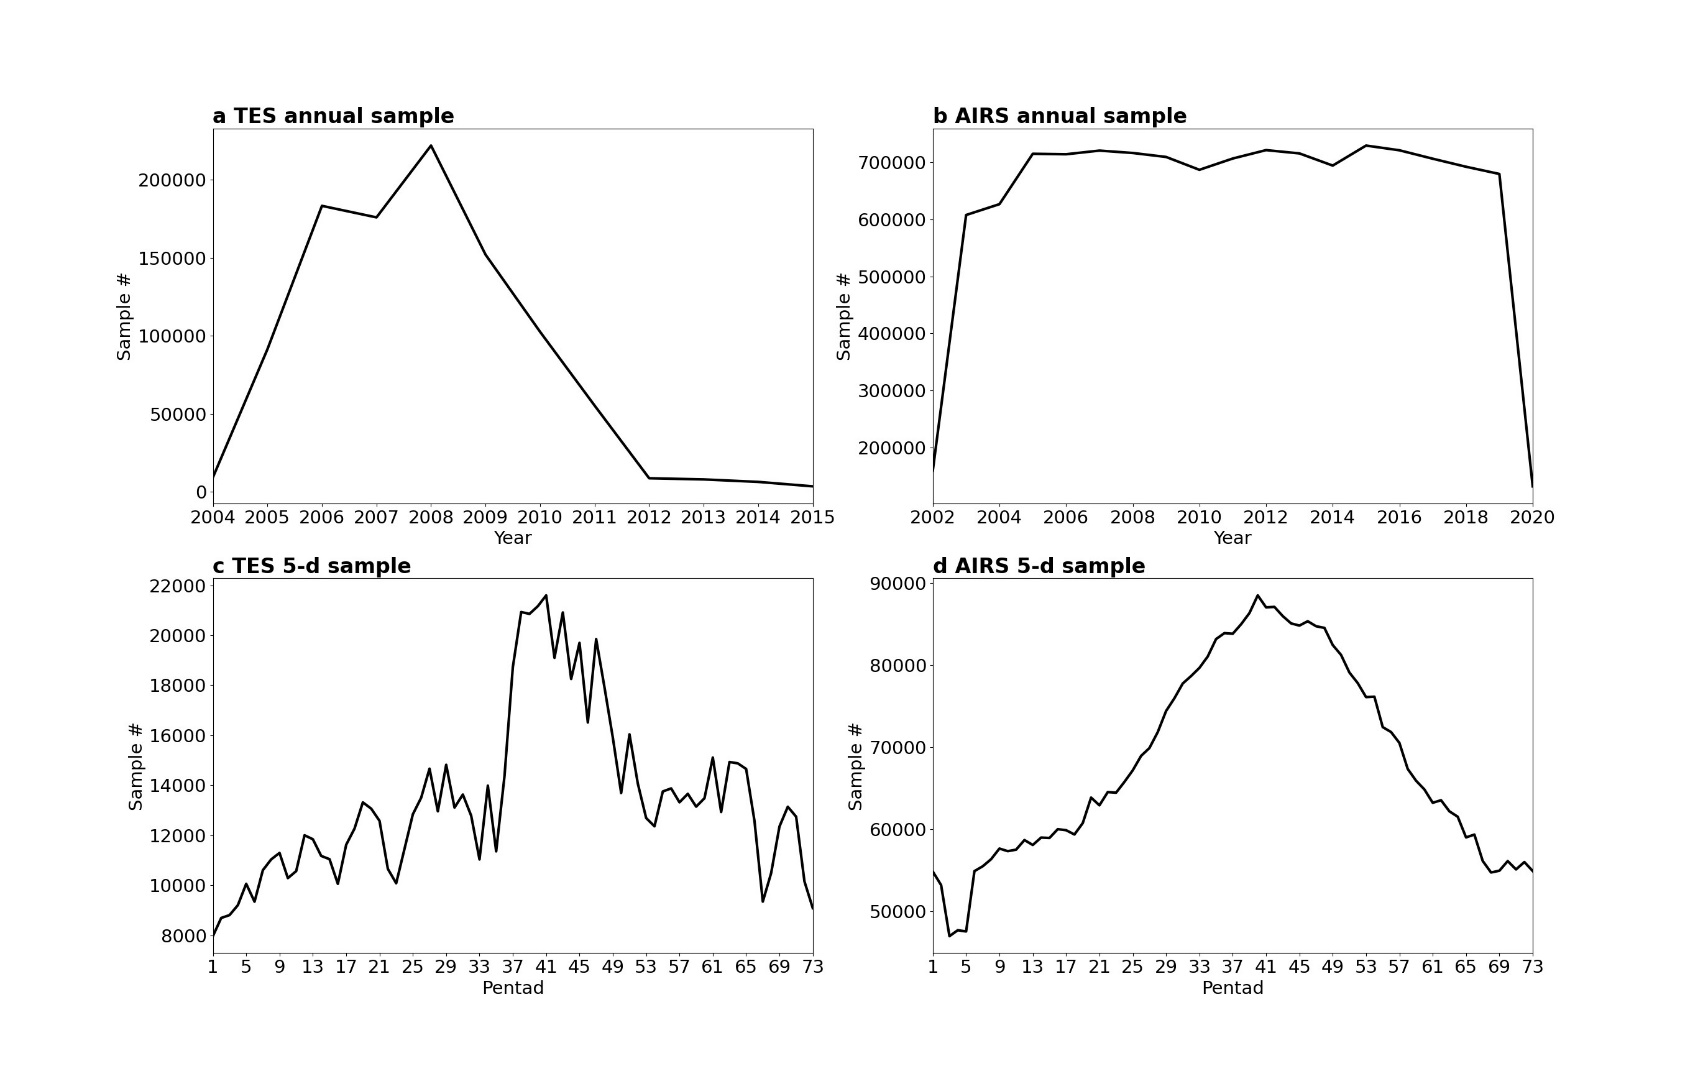 a TES annual sample
200000
150000
100000
50000
0
Sample #
2004 2005 2006 2007 2008 2009 2010 2011 2012 2013 2014 2015
Year
b AIRS annual sample
700000
600000
500000
400000
300000
200000
Sample #
2002 2004 2006 2008 2010 2012 2014 2016 2018 2020
Year
c TES 5-d sample
22000
20000
18000
16000
14000
12000
10000
8000
Sample #
1 5 9 13 17 21 25 29 33 37 41 45 49 53 57 61 65 69 73
Pentad
d AIRS 5-d sample
90000
80000
70000
60000
50000
Sample #
1 5 9 13 17 21 25 29 33 37 41 45 49 53 57 61 65 69 73
Pentad